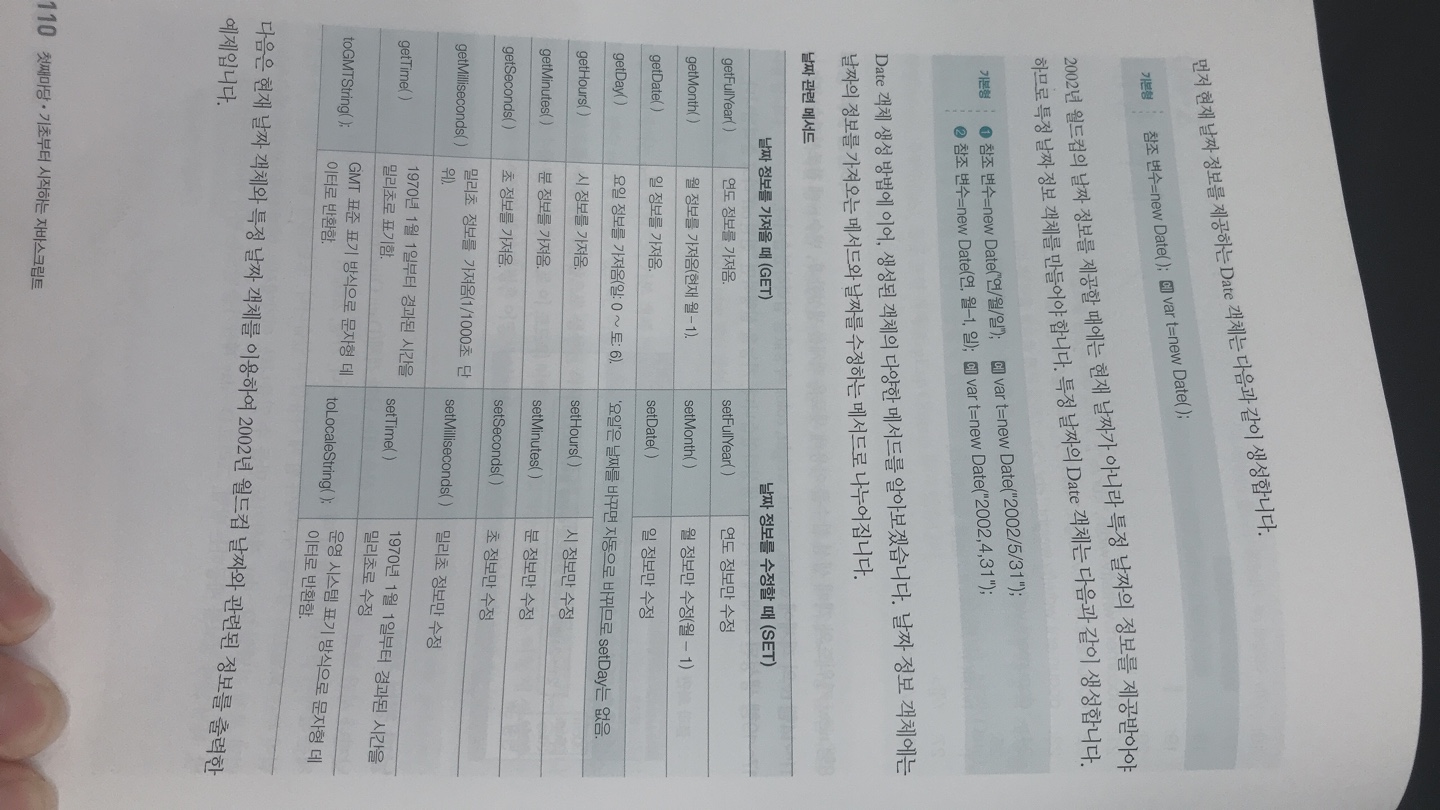 먼저 현재 날짜 정보를 제공하는 Date 객체는 다음과 같이 생성합니다.
기본형 참조 변수=new Date(); 예 var t=new Date();
2002년 월드컵의 날짜 정보를 제공할 때에는 현재 날짜가 아니라 특정 날짜의 정보를 제공받아야
하므로 특정 날짜 정보 객체를 만들어야 합니다. 특정 날짜의 Date 객체는 다음과 같이 생성합니다.
기본형 ❶ 참조 변수=new Date("연/월/일"); 예 var t=new Date("2002/5/31");
❷ 참조 변수=new Date(연, 월-1, 일); 예 var t=new Date("2002,4,31");
Date 객체 생성 방법에 이어, 생성된 객체의 다양한 메서드를 알아보겠습니다. 날짜 정보 객체에는
날짜의 정보를 가져오는 메서드와 날짜를 수정하는 메서드로 나누어집니다.
날짜 관련 메서드
날짜 정보를 가져올 때 (GET) 날짜 정보를 수정할 때 (SET)
getFullYear( ) 연도 정보를 가져옴. setFullYear( ) 연도 정보만 수정
getMonth( ) 월 정보를 가져옴(현재 월 – 1). setMonth( ) 월 정보만 수정(월 – 1)
getDate( ) 일 정보를 가져옴. setDate( ) 일 정보만 수정
getDay( ) 요일 정보를 가져옴(일: 0 ~ 토: 6). '요일'은 날짜를 바꾸면 자동으로 바뀌므로 setDay는 없음.
getHours( ) 시 정보를 가져옴. setHours( ) 시 정보만 수정
getMinutes( ) 분 정보를 가져옴. setMinutes( ) 분 정보만 수정
getSeconds( ) 초 정보를 가져옴. setSeconds( ) 초 정보만 수정
getMilliseconds( ) 밀리초 정보를 가져옴(1/1000초 단
위). setMilliseconds( ) 밀리초 정보만 수정
getTime( ) 1970년 1월 1일부터 경과된 시간을
밀리초로 표기함. setTime( ) 1970년 1월 1일부터 경과된 시간을
밀리초로 수정
toGMTString( ); GMT 표준 표기 방식으로 문자형 데
이터로 반환함. toLocaleString( ); 운영 시스템 표기 방식으로 문자형 데
이터로 반환함.
다음은 현재 날짜 객체와 특정 날짜 객체를 이용하여 2002년 월드컵 날짜와 관련된 정보를 출력한
예제입니다.
110 첫째마당 • 기초부터 시작하는 자바스크립트